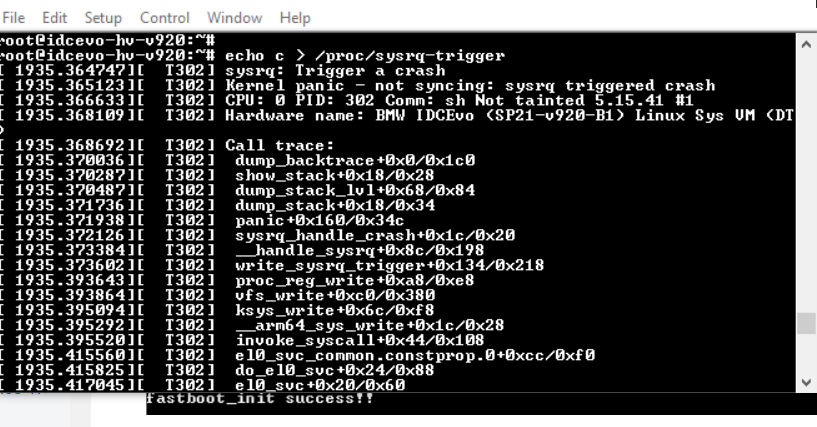 File Edit Setup Control Window Help
root@idcevo-hv-v920:~#
root@idcevo-hv-v920:~# echo c > /proc/sysrq-trigger
[ 1935.364747][ T302] sysrq: Trigger a crash
[ 1935.365123][ T302] Kernel panic - not syncing: sysrq triggered crash
[ 1935.366633][ T302] CPU: 0 PID: 302 Comm: sh Not tainted 5.15.41 #1
[ 1935.368109][ T302] Hardware name: BMW IDCEvo (SP21-v920-B1) Linux Sys VM (DT
)
[ 1935.368692][ T302] Call trace:
[ 1935.370036][ T302] dump_backtrace+0x0/0x1c0
[ 1935.370287][ T302] show_stack+0x18/0x28
[ 1935.370487][ T302] dump_stack_lvl+0x68/0x84
[ 1935.371736][ T302] dump_stack+0x18/0x34
[ 1935.371938][ T302] panic+0x160/0x34c
[ 1935.372126][ T302] sysrq_handle_crash+0x1c/0x20
[ 1935.373384][ T302] __handle_sysrq+0x8c/0x198
[ 1935.373602][ T302] write_sysrq_trigger+0x134/0x218
[ 1935.393643][ T302] proc_reg_write+0xa8/0xe8
[ 1935.393864][ T302] vfs_write+0xc0/0x380
[ 1935.395094][ T302] ksys_write+0x6c/0xf8
[ 1935.395292][ T302] __arm64_sys_write+0x1c/0x28
[ 1935.395520][ T302] invoke_syscall+0x44/0x108
[ 1935.415560][ T302] el0_svc_common.constprop.0+0xcc/0xf0
[ 1935.415825][ T302] do_el0_svc+0x24/0x88
[ 1935.417045][ T302] el0_svc+0x20/0x60
fastboot_init success!!